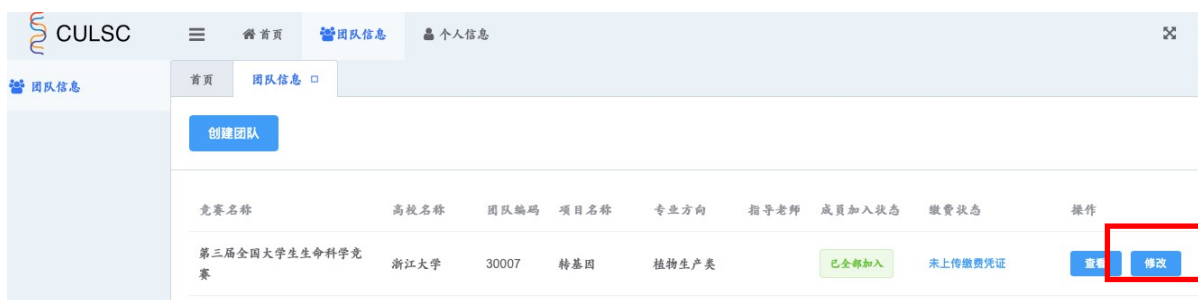 CULSC 首页 团队信息 个人信息
团队信息 首页 团队信息
创建团队
竞赛名称 高校名称 团队编码 项目名称 专业方向 指导老师 成员加入状态 缴费状态 操作
第三届全国大学生生命科学竞
赛
浙江大学 30007 转基因 植物生产类 已全部加入 未上传缴费凭证 查看 修改